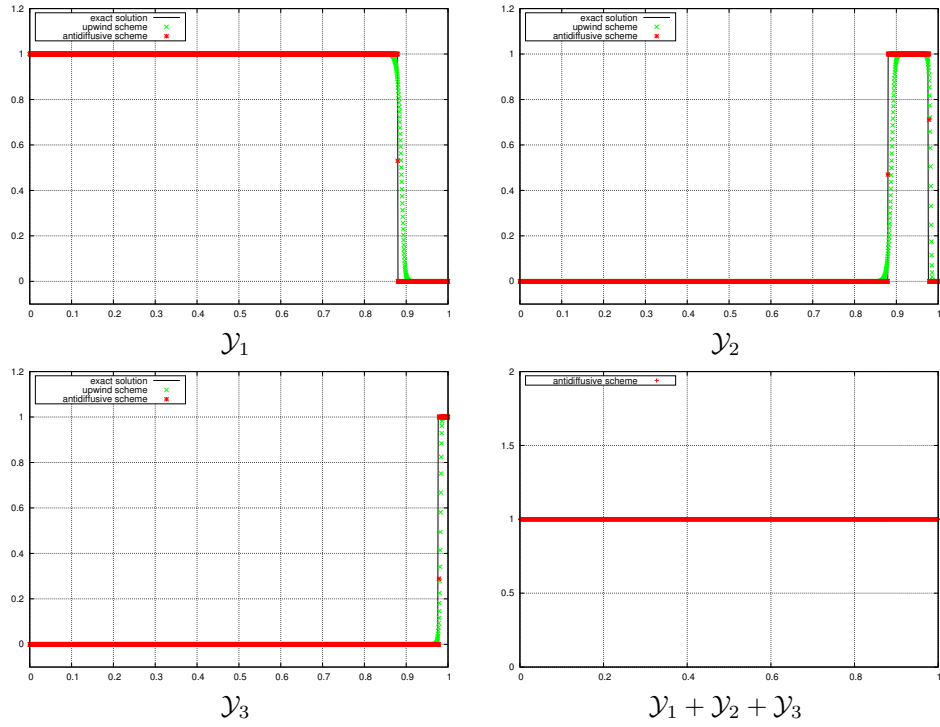 exact solution
upwind scheme
antidiffusive scheme
1.2
1
0.8
0.6
0.4
0.2
0
0 0.1 0.2 0.3 0.4 0.5 0.6 0.7 0.8 0.9 1
𝒴₁
exact solution
upwind scheme
antidiffusive scheme
1.2
1
0.8
0.6
0.4
0.2
0
0 0.1 0.2 0.3 0.4 0.5 0.6 0.7 0.8 0.9 1
𝒴₂
exact solution
upwind scheme
antidiffusive scheme
1.2
1
0.8
0.6
0.4
0.2
0
0 0.1 0.2 0.3 0.4 0.5 0.6 0.7 0.8 0.9 1
𝒴₃
antidiffusive scheme
2
1.5
1
0.5
0
0 0.2 0.4 0.6 0.8 1
𝒴₁ + 𝒴₂ + 𝒴₃